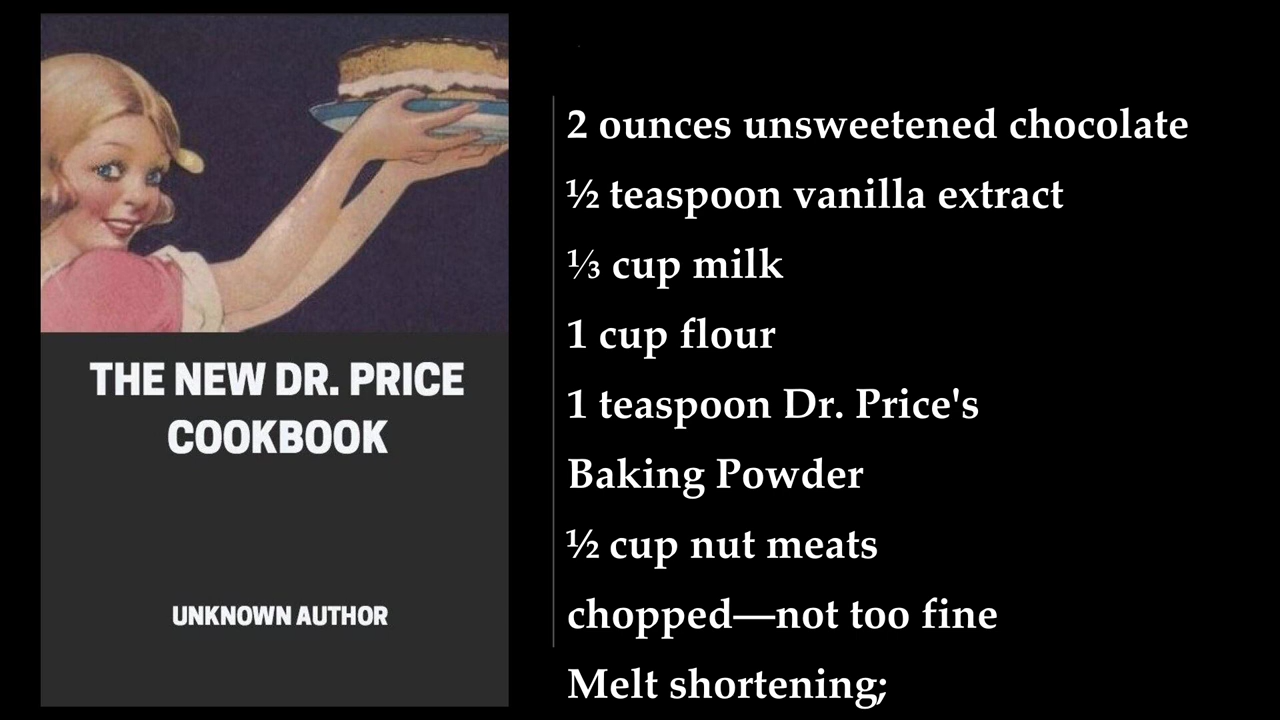 THE NEW DR. PRICE
COOKBOOK
UNKNOWN AUTHOR
2 ounces unsweetened chocolate
½ teaspoon vanilla extract
⅓ cup milk
1 cup flour
1 teaspoon Dr. Price's
Baking Powder
½ cup nut meats
chopped—not too fine
Melt shortening;